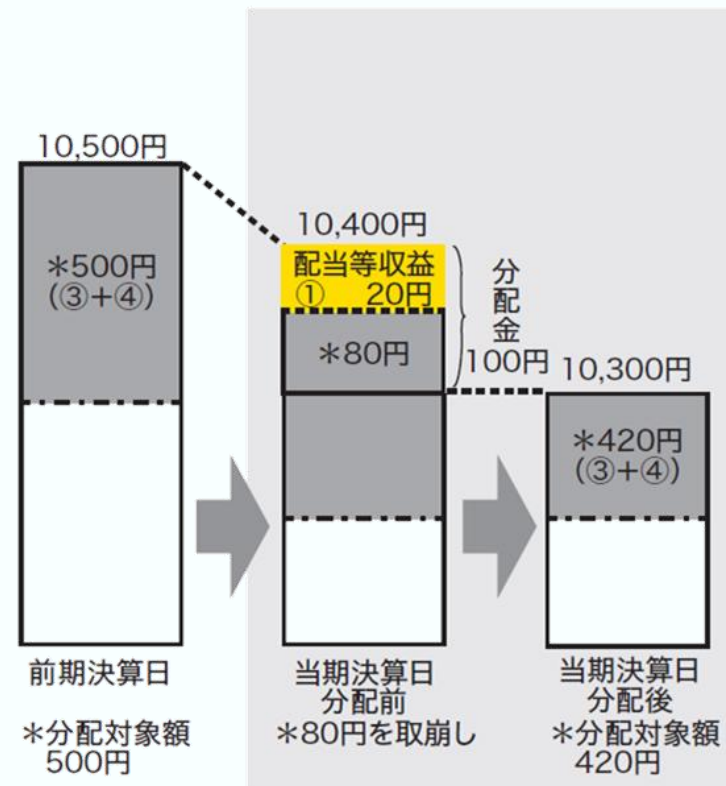 10,500円
＊500円
(③＋④)
前期決算日
＊分配対象額
500円
10,400円
配当等収益
① 20円
＊80円
分配金
100円
当期決算日
分配前
＊80円を取崩し
10,300円
＊420円
(③＋④)
当期決算日
分配後
＊分配対象額
420円